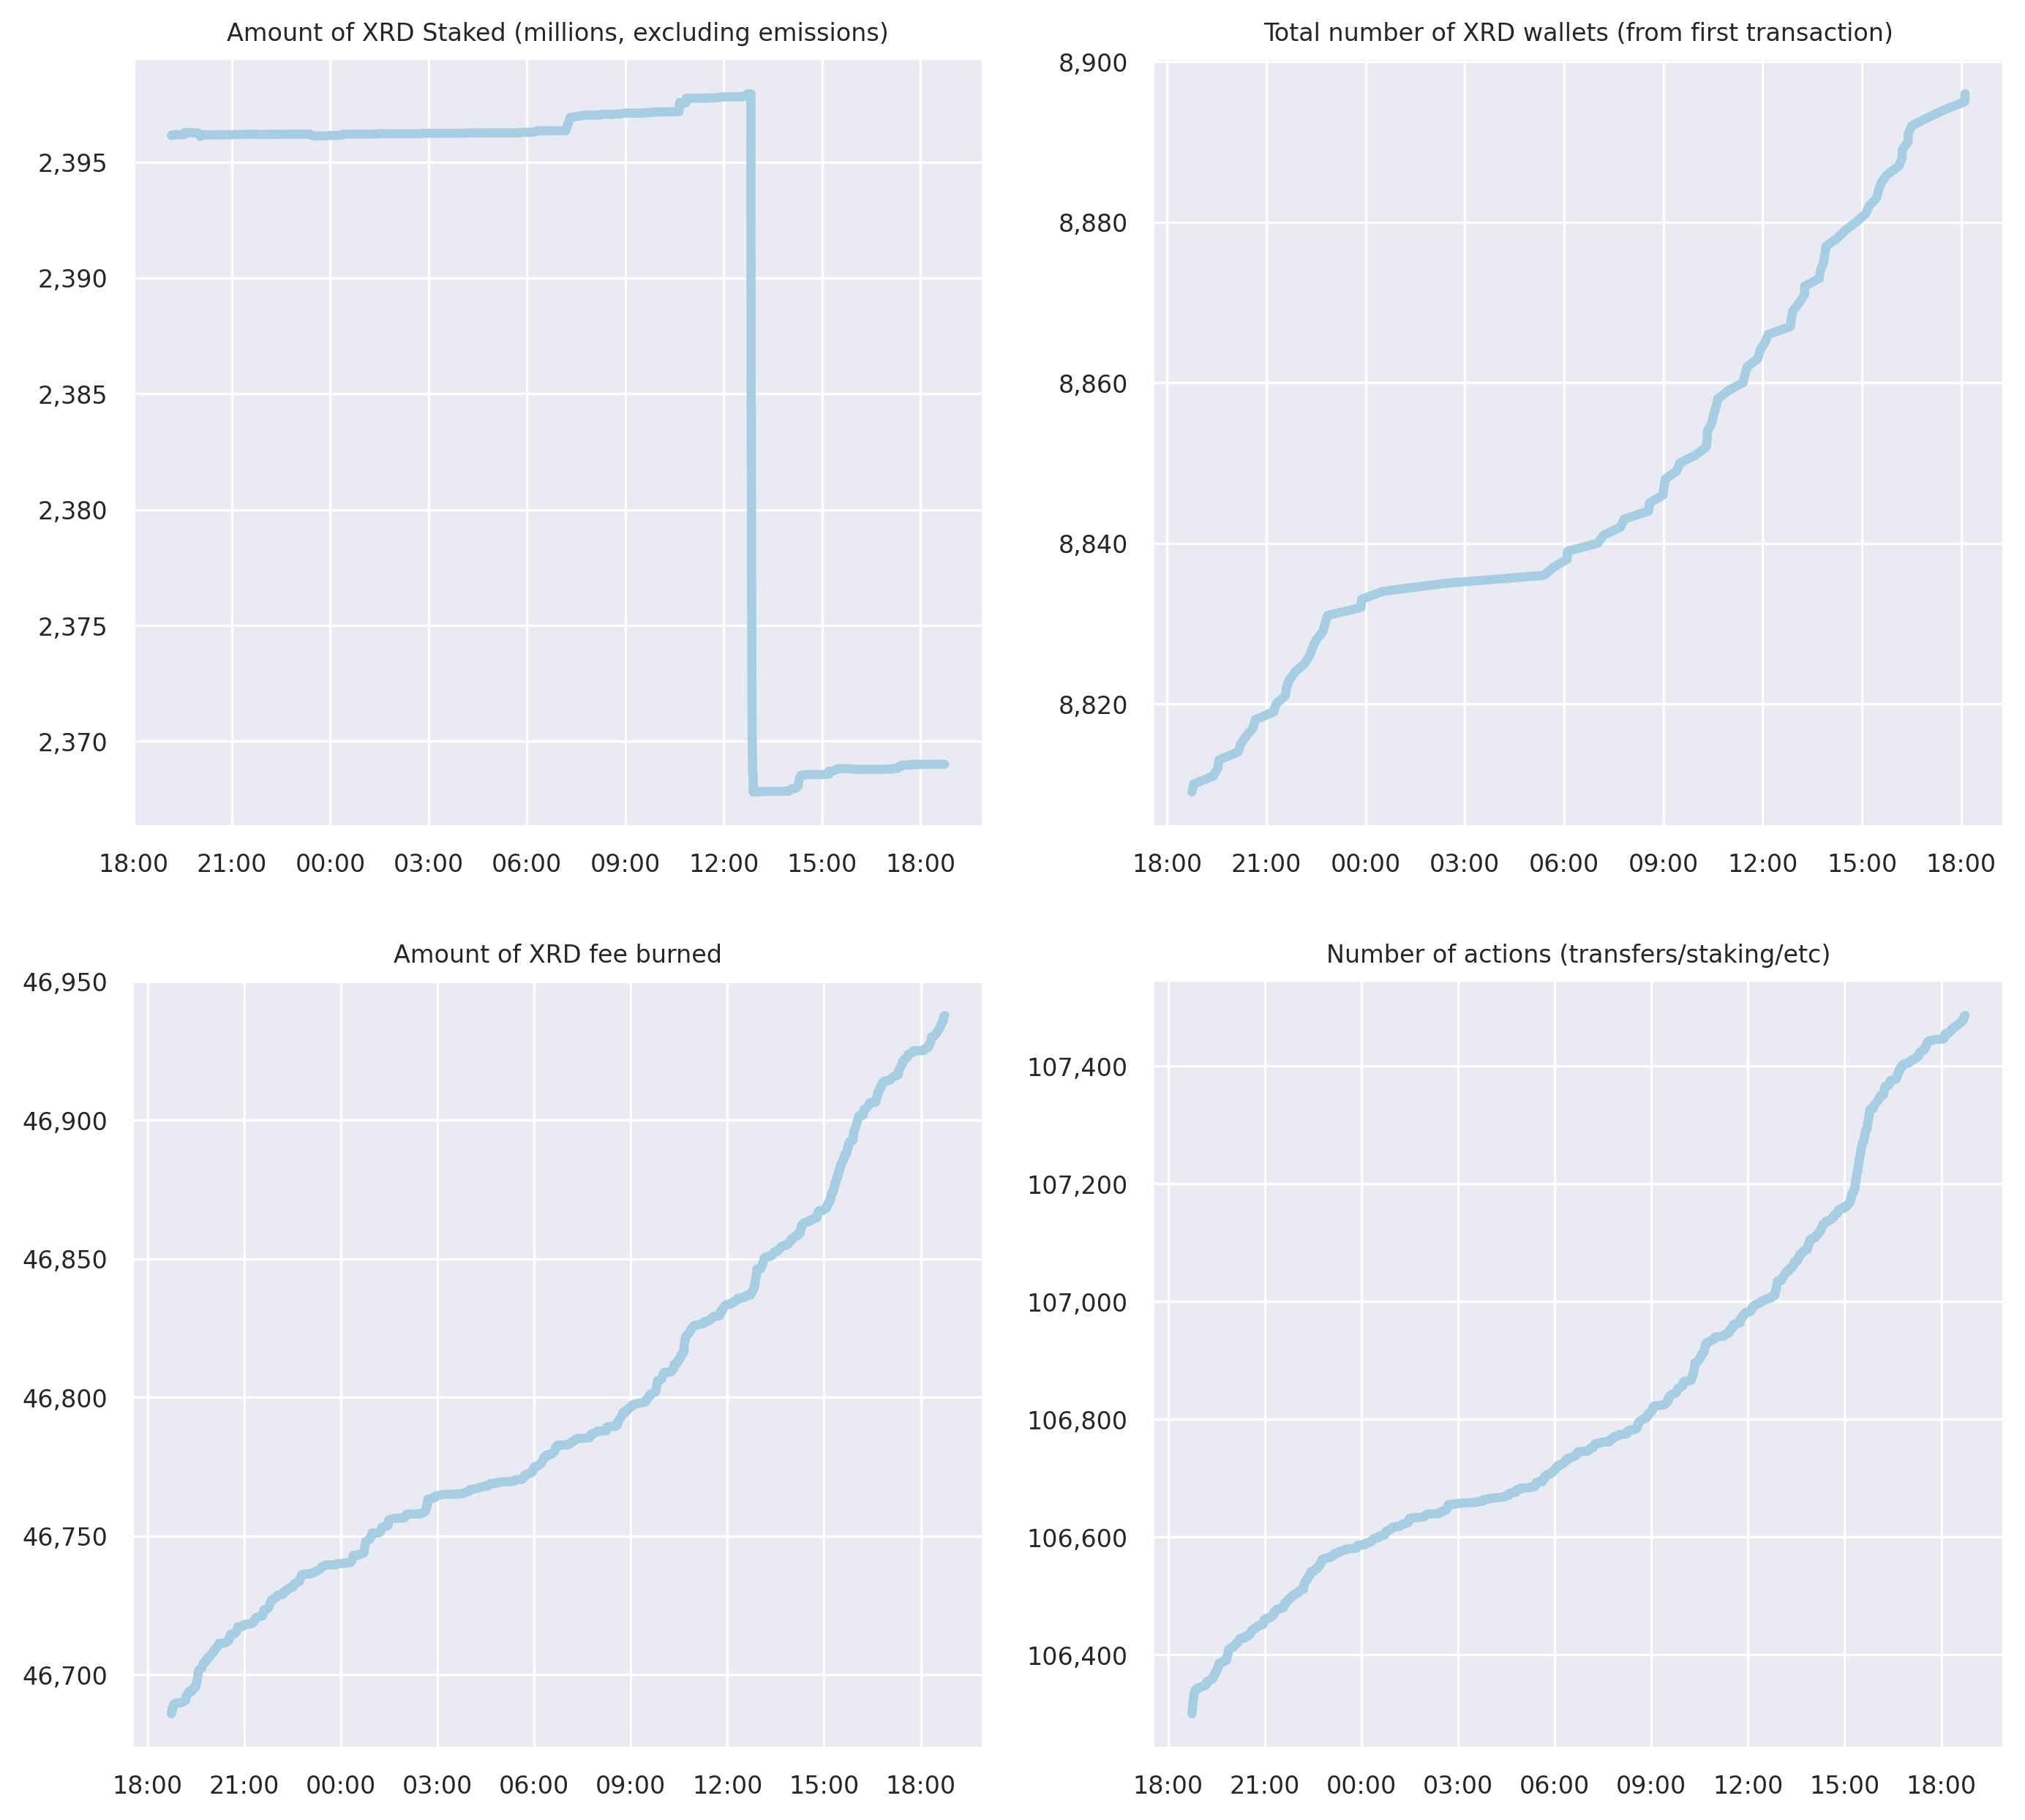 Amount of XRD Staked (millions, excluding emissions)
2,395
2,390
2,385
2,380
2,375
2,370
18:00 21:00 00:00 03:00 06:00 09:00 12:00 15:00 18:00
Total number of XRD wallets (from first transaction)
8,900
8,880
8,860
8,840
8,820
18:00 21:00 00:00 03:00 06:00 09:00 12:00 15:00 18:00
Amount of XRD fee burned
46,950
46,900
46,850
46,800
46,750
46,700
18:00 21:00 00:00 03:00 06:00 09:00 12:00 15:00 18:00
Number of actions (transfers/staking/etc)
107,400
107,200
107,000
106,800
106,600
106,400
18:00 21:00 00:00 03:00 06:00 09:00 12:00 15:00 18:00